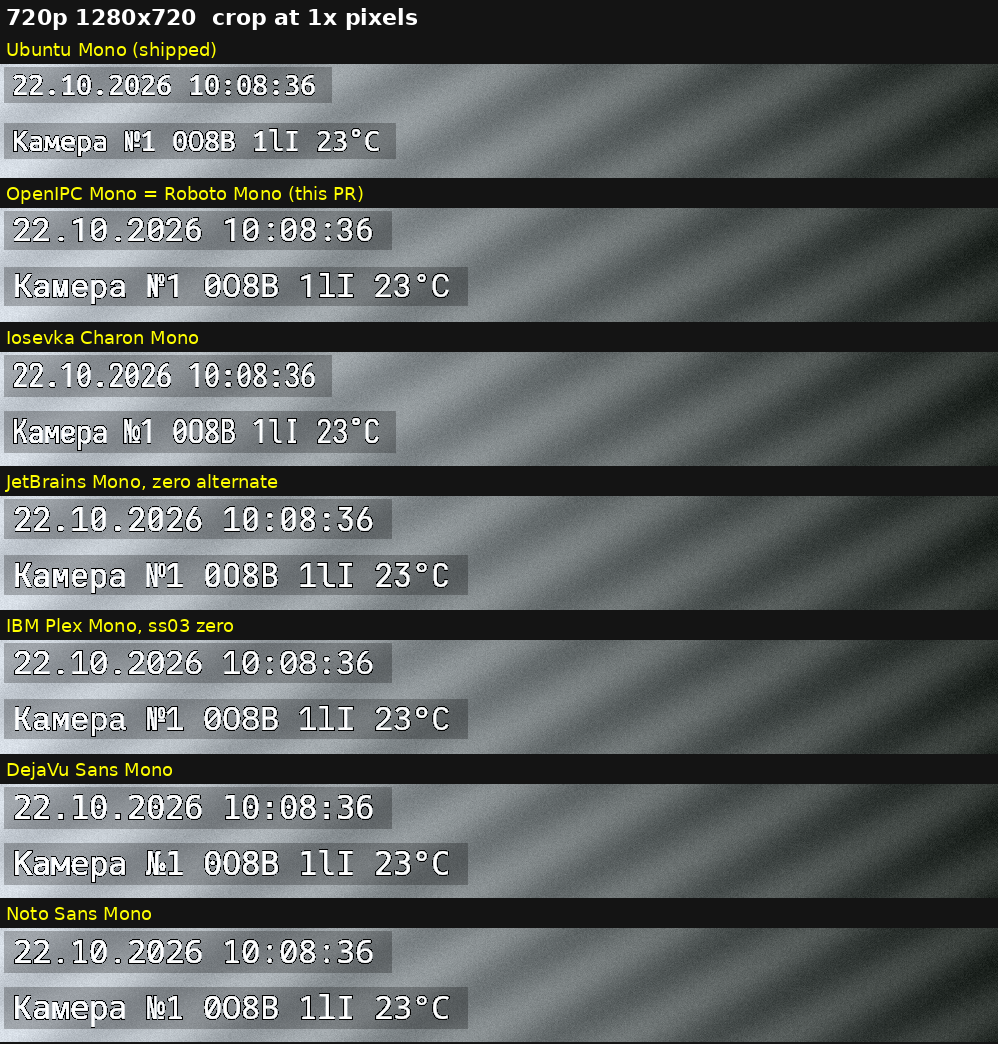 720p 1280x720  crop at 1x pixels
Ubuntu Mono (shipped)
22.10.2026 10:08:36
Камера №1 0O8B 1lI 23°C
OpenIPC Mono = Roboto Mono (this PR)
22.10.2026 10:08:36
Камера №1 0O8B 1lI 23°C
Iosevka Charon Mono
22.10.2026 10:08:36
Камера №1 0O8B 1lI 23°C
JetBrains Mono, zero alternate
22.10.2026 10:08:36
Камера №1 0O8B 1lI 23°C
IBM Plex Mono, ss03 zero
22.10.2026 10:08:36
Камера №1 0O8B 1lI 23°C
DejaVu Sans Mono
22.10.2026 10:08:36
Камера №1 0O8B 1lI 23°C
Noto Sans Mono
22.10.2026 10:08:36
Камера №1 0O8B 1lI 23°C